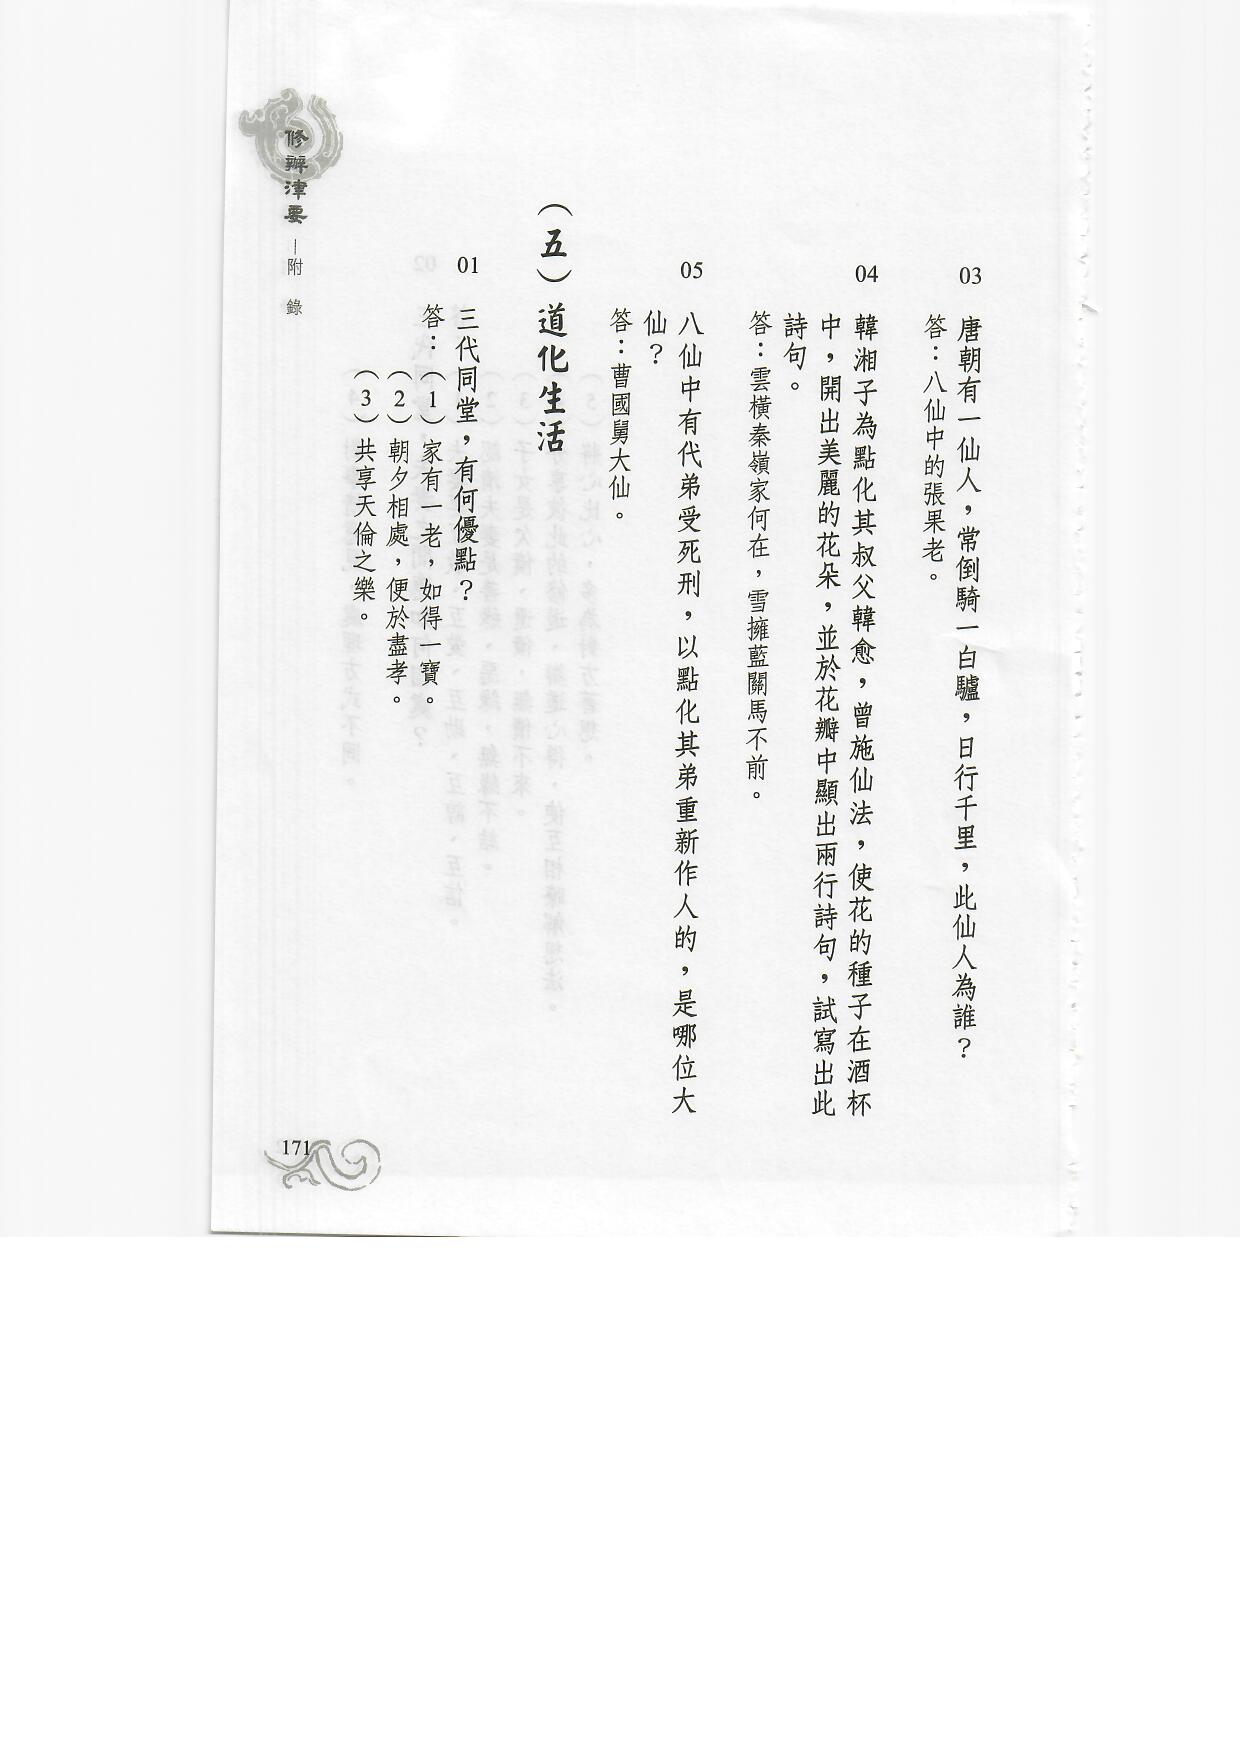 03 唐朝有一仙人，常倒騎一白驢，日行千里，此仙人為誰？
答：八仙中的張果老。
04 韓湘子為點化其叔父韓愈，曾施仙法，使花的種子在酒杯
中，開出美麗的花朵，並於花瓣中顯出兩行詩句，試寫出此
詩句。
答：雲橫秦嶺家何在，雪擁藍關馬不前。
05 八仙中有代弟受死刑，以點化其弟重新作人的，是哪位大
仙？
答：曹國舅大仙。
（五）道化生活
01 三代同堂，有何優點？
答：（1）家有一老，如得一寶。
（2）朝夕相處，便於盡孝。
（3）共享天倫之樂。
修辦津要—附錄
171